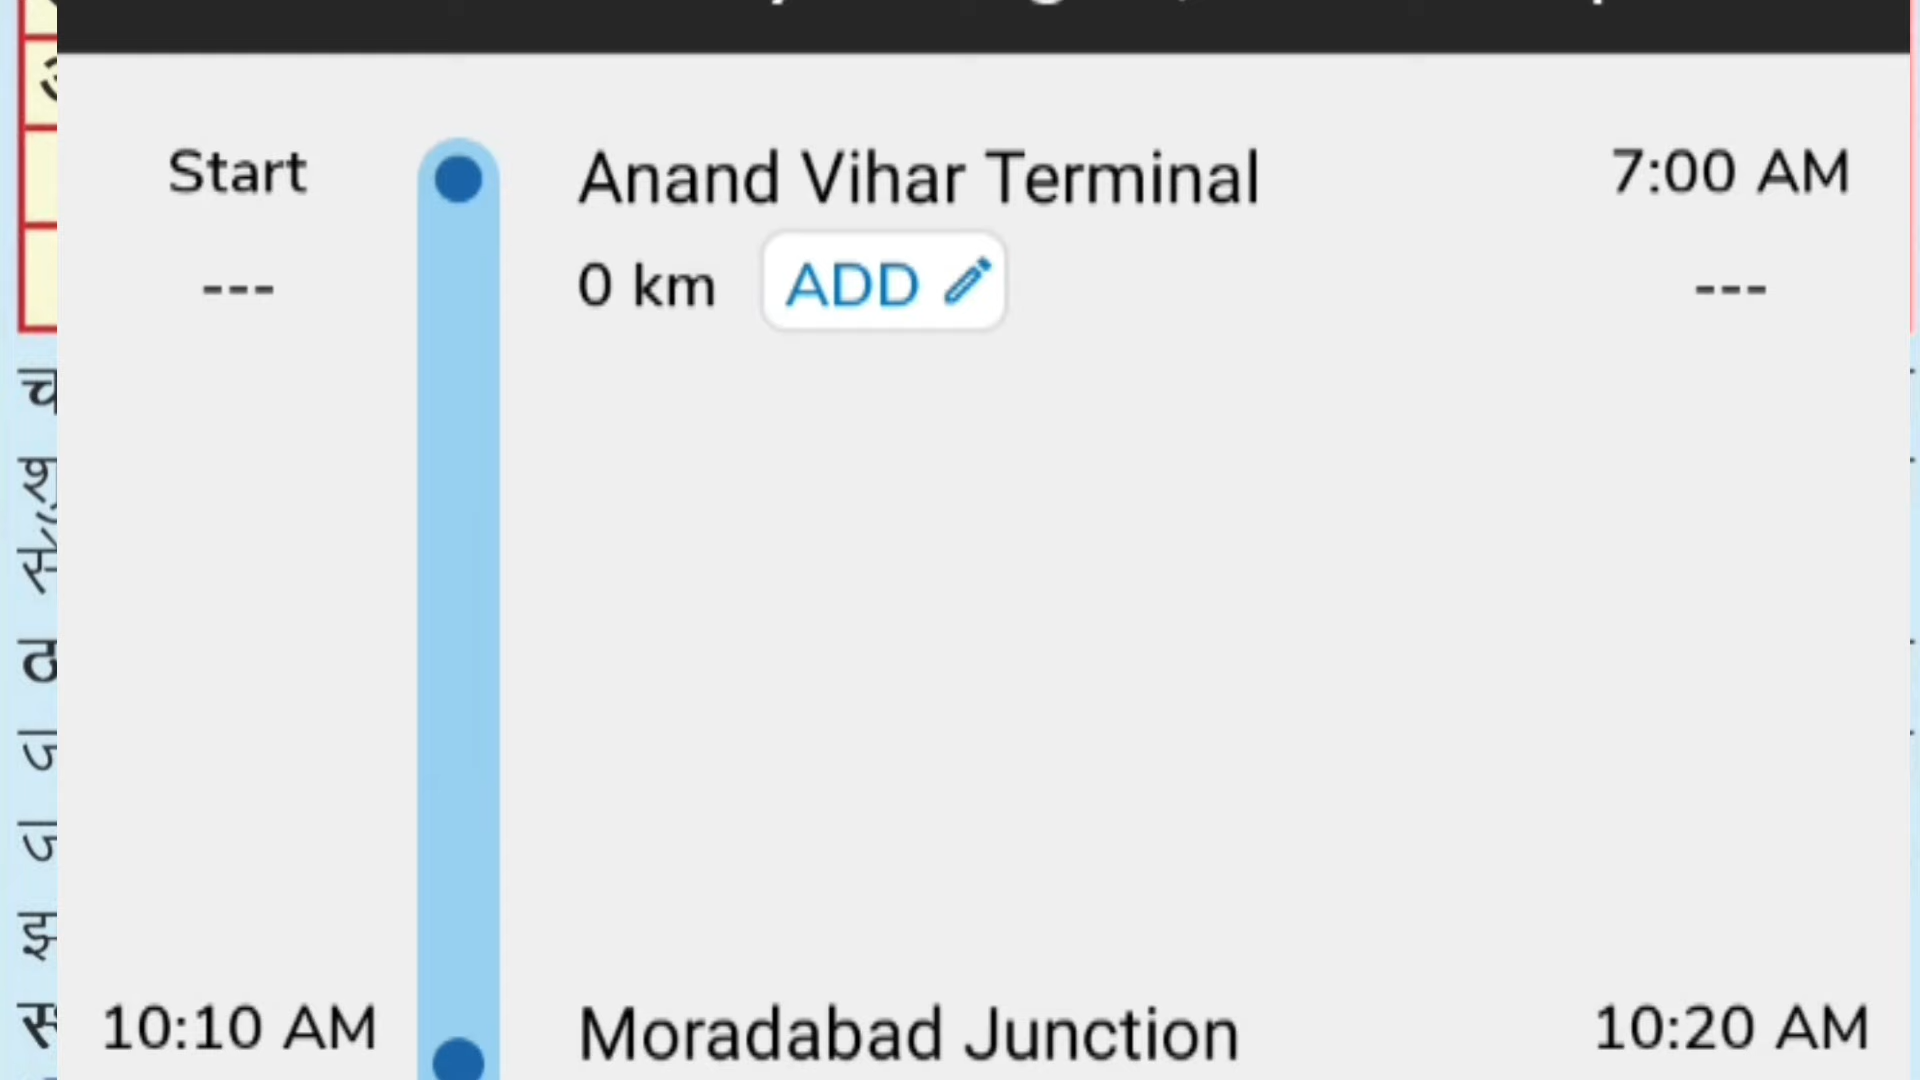 Start Anand Vihar Terminal 7:00 AM
--- 0 km ADD ---
10:10 AM Moradabad Junction 10:20 AM